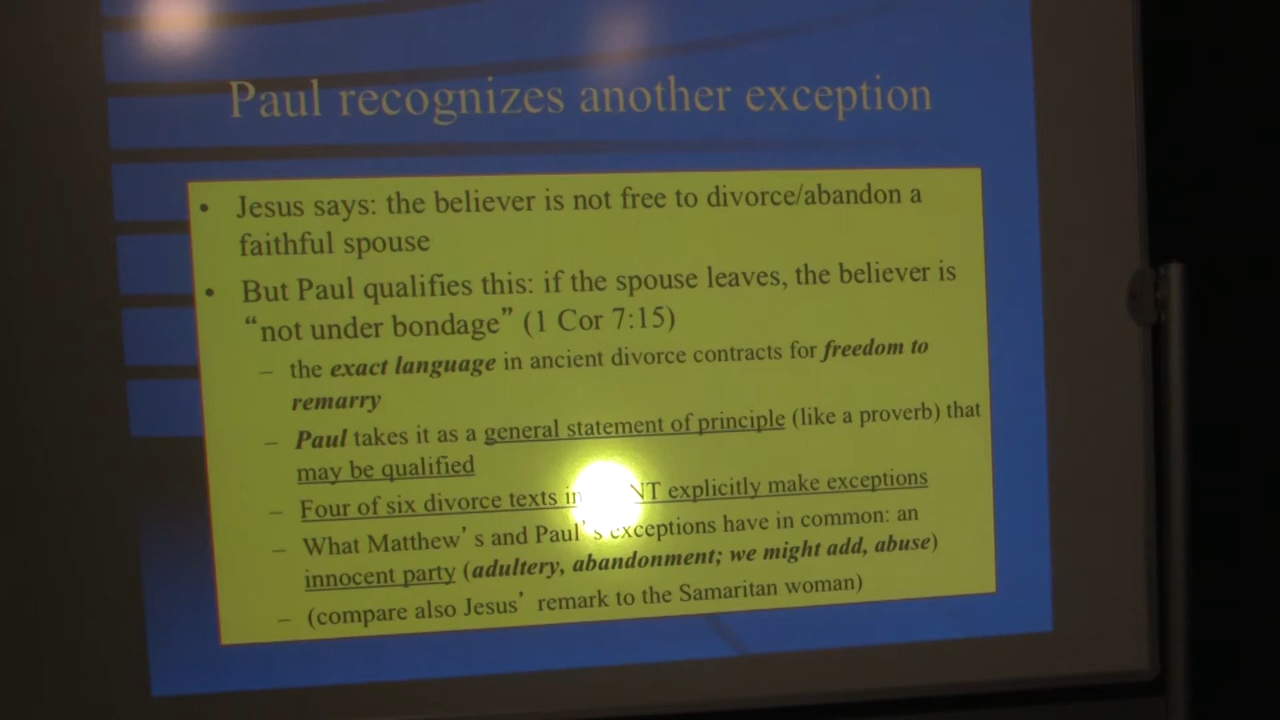 Paul recognizes another exception
• Jesus says: the believer is not free to divorce/abandon a
faithful spouse
• But Paul qualifies this: if the spouse leaves, the believer is
“not under bondage” (1 Cor 7:15)
– the exact language in ancient divorce contracts for freedom to
remarry
– Paul takes it as a general statement of principle (like a proverb) that
may be qualified
– Four of six divorce texts in NT explicitly make exceptions
– What Matthew’s and Paul’s exceptions have in common: an
innocent party (adultery, abandonment; we might add, abuse)
– (compare also Jesus’ remark to the Samaritan woman)